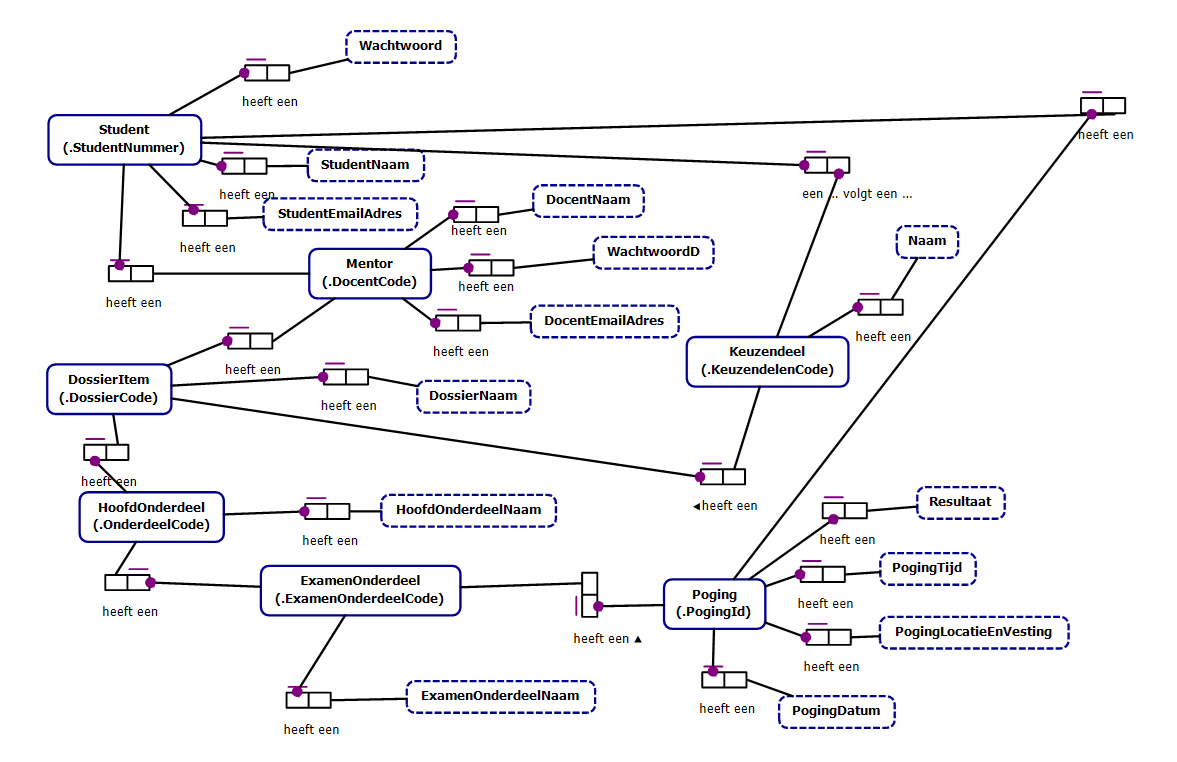 Wachtwoord
heeft een
heeft een
Student
(.StudentNummer)
StudentNaam
heeft een
een ... volgt een ...
DocentNaam
StudentEmailAdres
heeft een
heeft een
Naam
WachtwoordD
Mentor
(.DocentCode)
heeft een
heeft een
DocentEmailAdres
heeft een
heeft een
Keuzendeel
(.KeuzendelenCode)
heeft een
DossierItem
(.DossierCode)
DossierNaam
heeft een
heeft een
◄heeft een
Resultaat
HoofdOnderdeel
(.OnderdeelCode)
HoofdOnderdeelNaam
heeft een
heeft een
PogingTijd
ExamenOnderdeel
(.ExamenOnderdeelCode)
Poging
(.PogingId)
heeft een
heeft een
PogingLocatieEnVesting
heeft een ▲
heeft een
ExamenOnderdeelNaam
PogingDatum
heeft een
heeft een